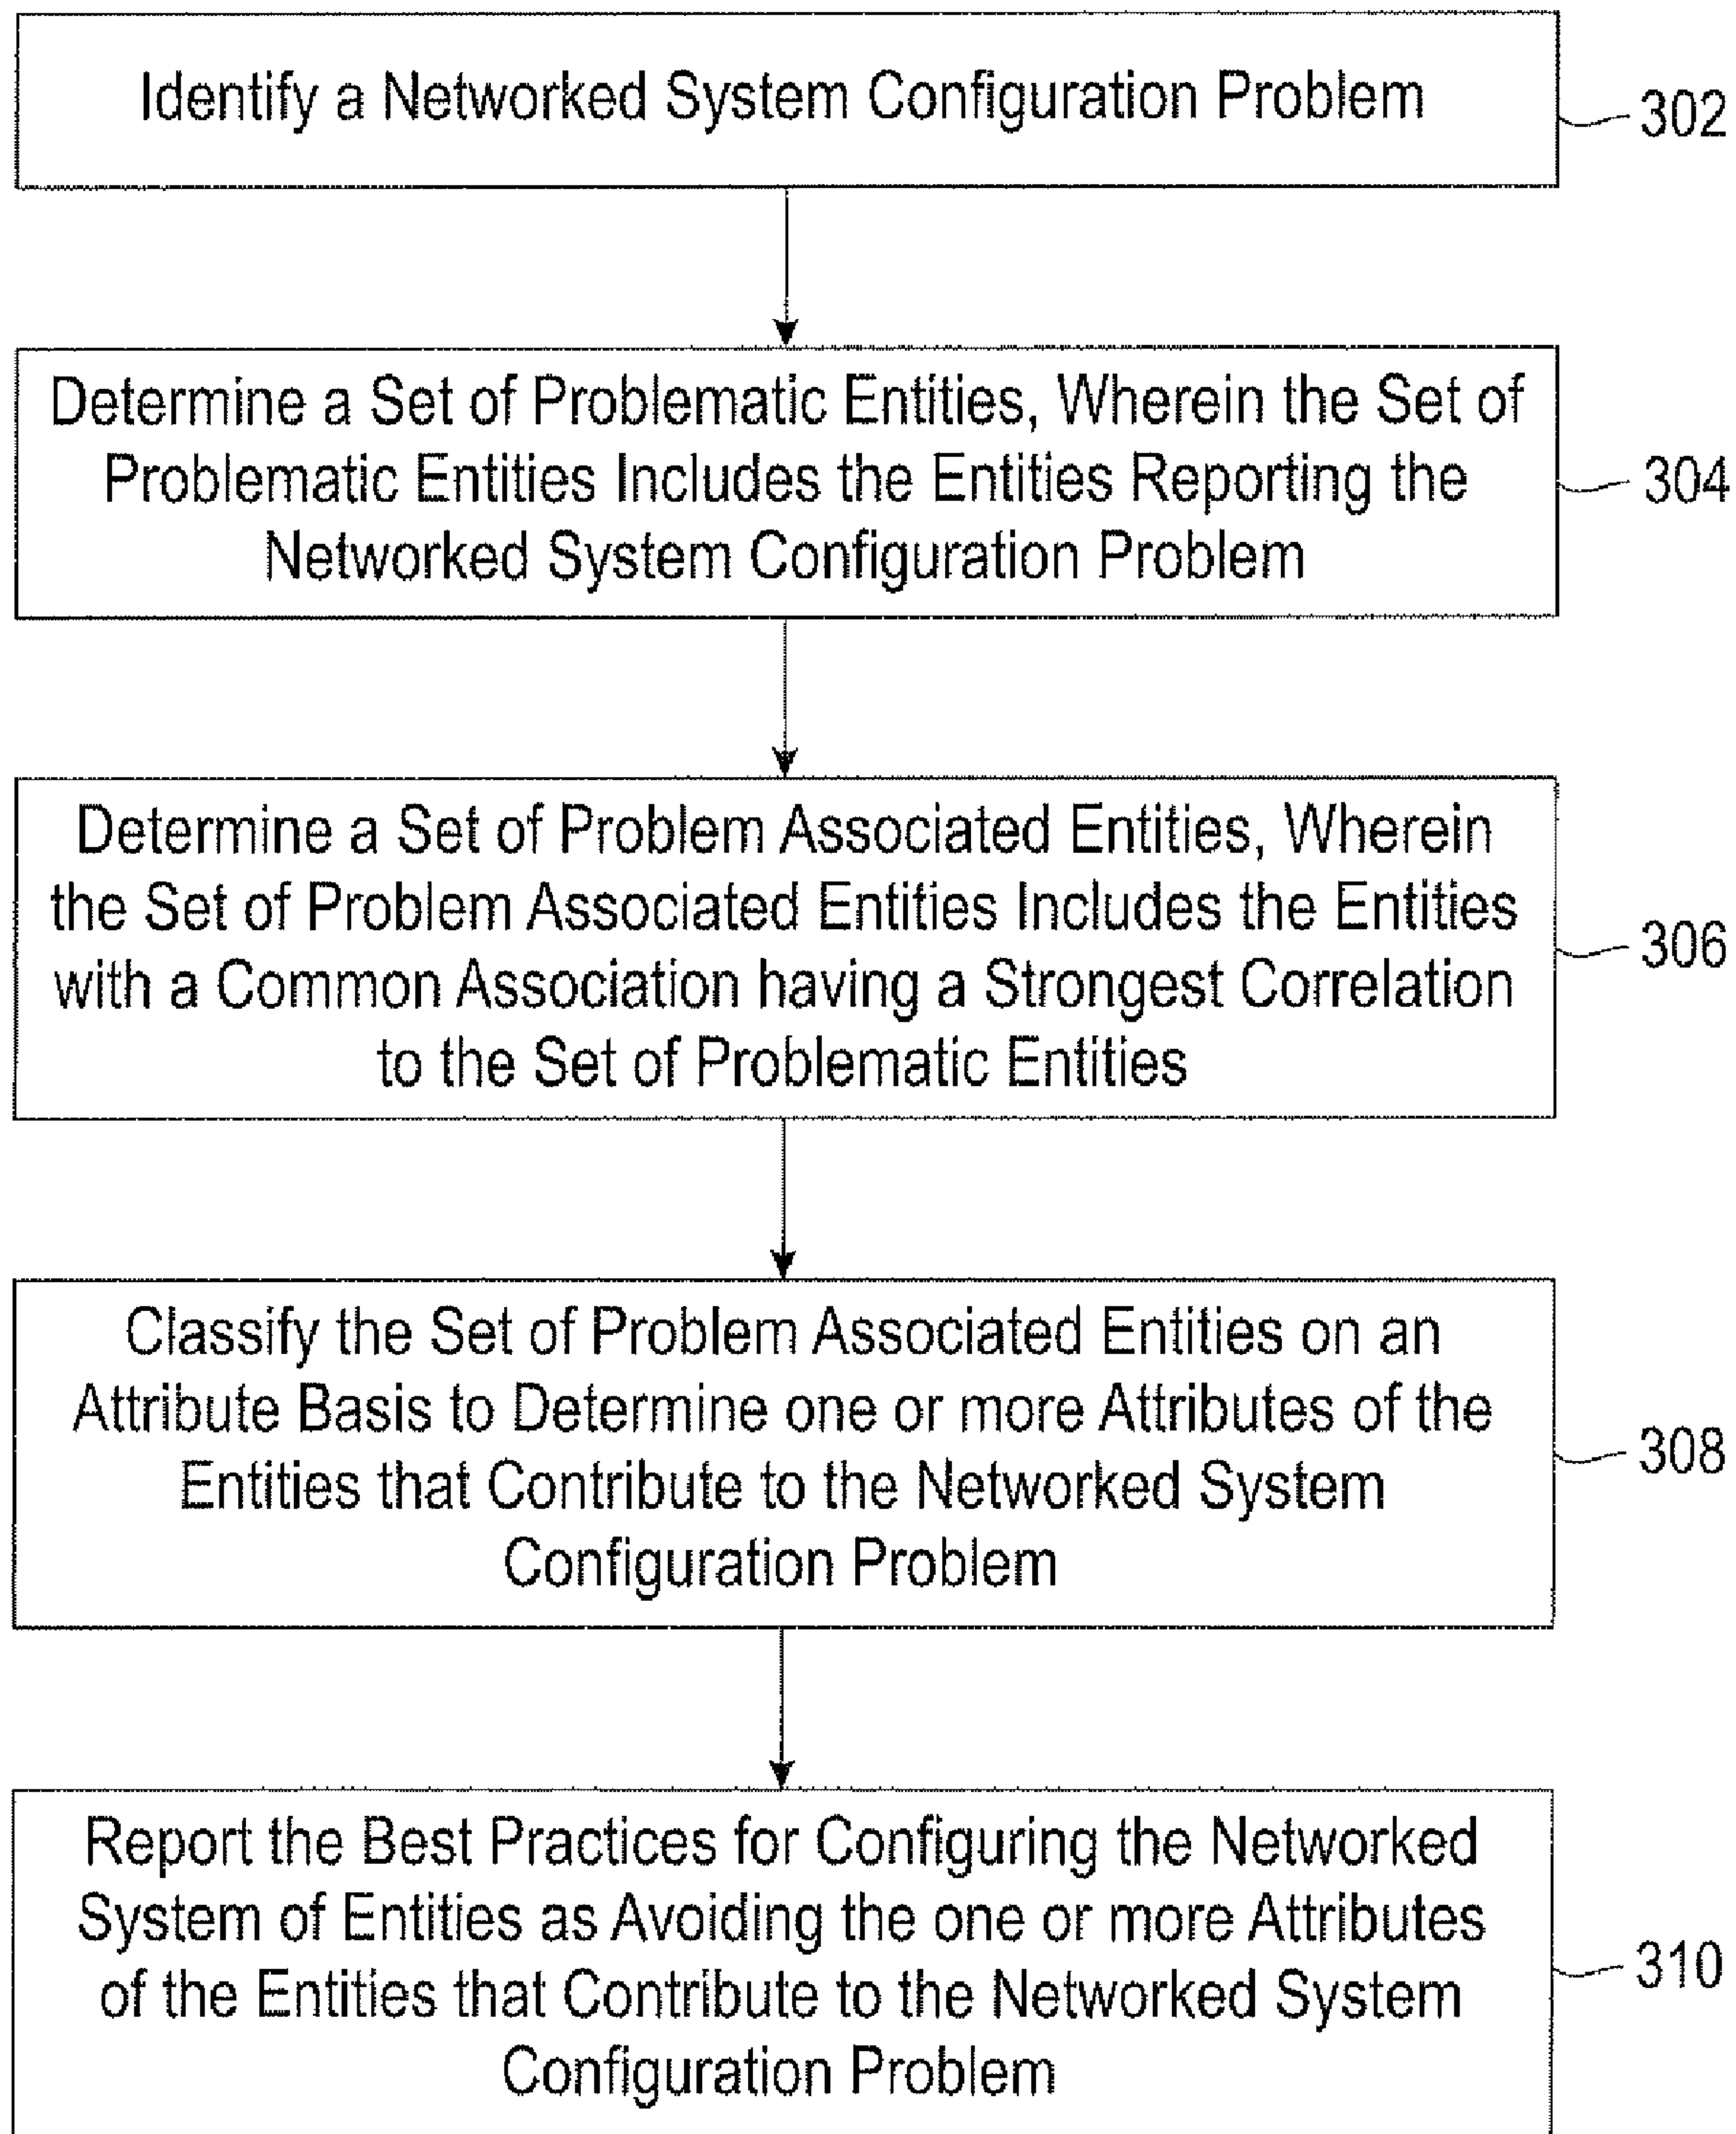 Identify a Networked System Configuration Problem
302
Determine a Set of Problematic Entities, Wherein the Set of
Problematic Entities Includes the Entities Reporting the
Networked System Configuration Problem
304
Determine a Set of Problem Associated Entities, Wherein
the Set of Problem Associated Entities Includes the Entities
with a Common Association having a Strongest Correlation
to the Set of Problematic Entities
306
Classify the Set of Problem Associated Entities on an
Attribute Basis to Determine one or more Attributes of the
Entities that Contribute to the Networked System
Configuration Problem
308
Report the Best Practices for Configuring the Networked
System of Entities as Avoiding the one or more Attributes
of the Entities that Contribute to the Networked System
Configuration Problem
310